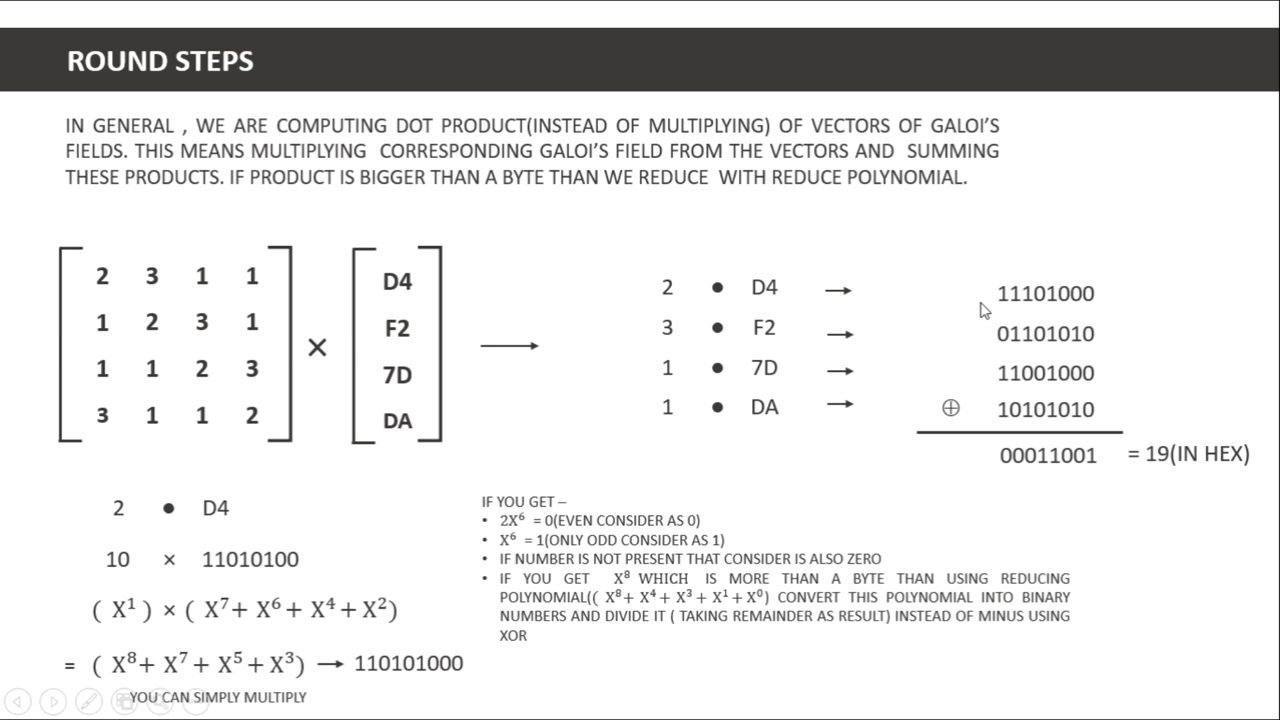 ROUND STEPS
IN GENERAL , WE ARE COMPUTING DOT PRODUCT(INSTEAD OF MULTIPLYING) OF VECTORS OF GALOI'S
FIELDS. THIS MEANS MULTIPLYING CORRESPONDING GALOI'S FIELD FROM THE VECTORS AND SUMMING
THESE PRODUCTS. IF PRODUCT IS BIGGER THAN A BYTE THAN WE REDUCE WITH REDUCE POLYNOMIAL.
2 3 1 1
1 2 3 1
1 1 2 3
3 1 1 2
×
D4
F2
7D
DA
2 • D4 → 11101000
3 • F2 → 01101010
1 • 7D → 11001000
1 • DA → ⊕ 10101010
00011001 = 19(IN HEX)
2 • D4
10 × 11010100
( X¹ ) × ( X⁷+ X⁶+ X⁴+ X²)
= ( X⁸+ X⁷+ X⁵+ X³) → 110101000
YOU CAN SIMPLY MULTIPLY
IF YOU GET –
• 2X⁶ = 0(EVEN CONSIDER AS 0)
• X⁶ = 1(ONLY ODD CONSIDER AS 1)
• IF NUMBER IS NOT PRESENT THAT CONSIDER IS ALSO ZERO
• IF YOU GET X⁸ WHICH IS MORE THAN A BYTE THAN USING REDUCING
POLYNOMIAL(( X⁸+ X⁴+ X³+ X¹+ X⁰) CONVERT THIS POLYNOMIAL INTO BINARY
NUMBERS AND DIVIDE IT ( TAKING REMAINDER AS RESULT) INSTEAD OF MINUS USING
XOR